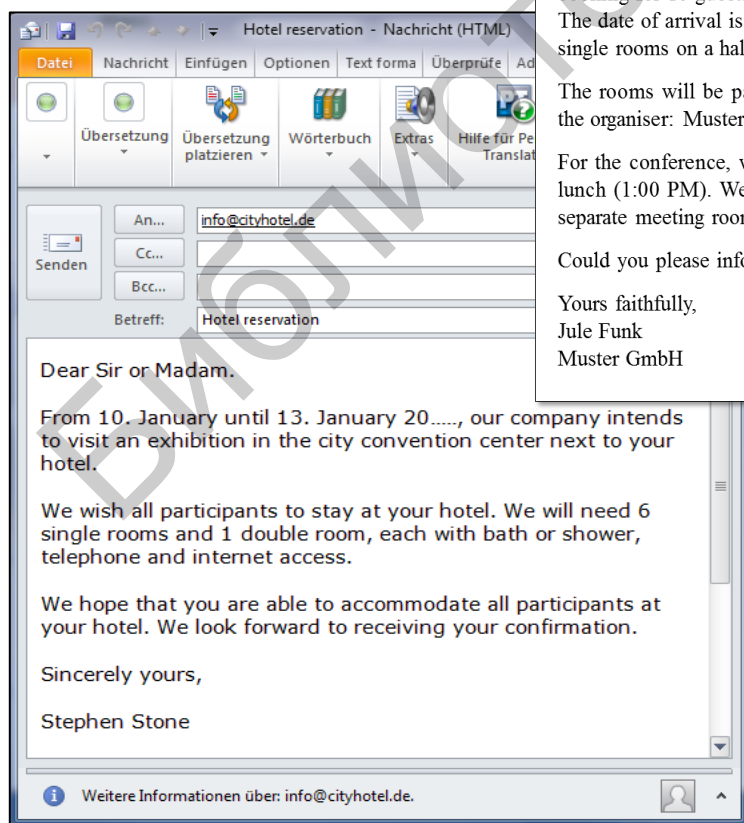 Hotel reservation - Nachricht (HTML)
Datei Nachricht Einfügen Optionen Text forma Überprüfe Ad
Übersetzung
Übersetzung platzieren
Wörterbuch
Extras
Hilfe für Pe
Translat
Senden
An... info@cityhotel.de
Cc...
Bcc...
Betreff: Hotel reservation
Dear Sir or Madam.
From 10. January until 13. January 20....., our company intends
to visit an exhibition in the city convention center next to your
hotel.
We wish all participants to stay at your hotel. We will need 6
single rooms and 1 double room, each with bath or shower,
telephone and internet access.
We hope that you are able to accommodate all participants at
your hotel. We look forward to receiving your confirmation.
Sincerely yours,
Stephen Stone
Weitere Informationen über: info@cityhotel.de.
The date of arrival is
single rooms on a hal
The rooms will be pa
the organiser: Muster
For the conference, w
lunch (1:00 PM). We
separate meeting roon
Could you please info
Yours faithfully,
Jule Funk
Muster GmbH